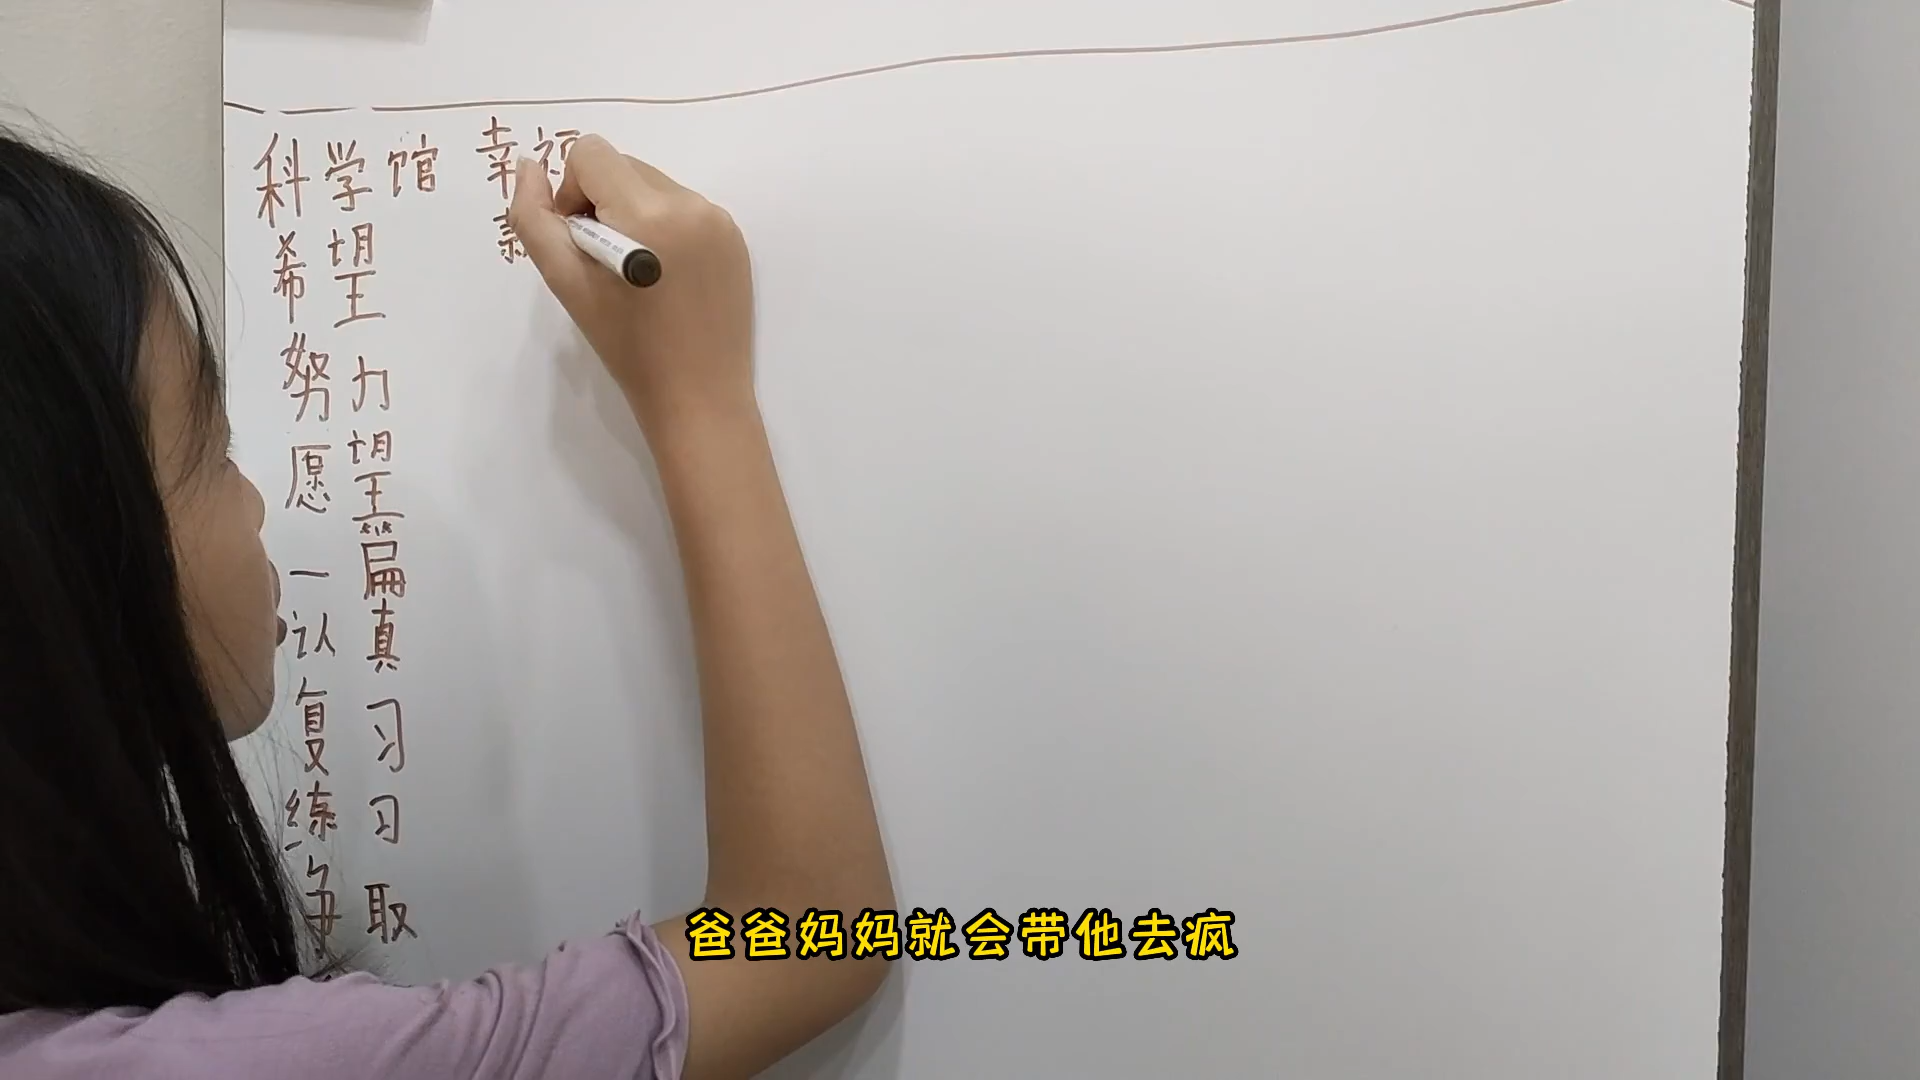 科学馆 幸福
希望
努力
愿望
一篇
认真
复习
练习
争取
爸爸妈妈就会带他去疯